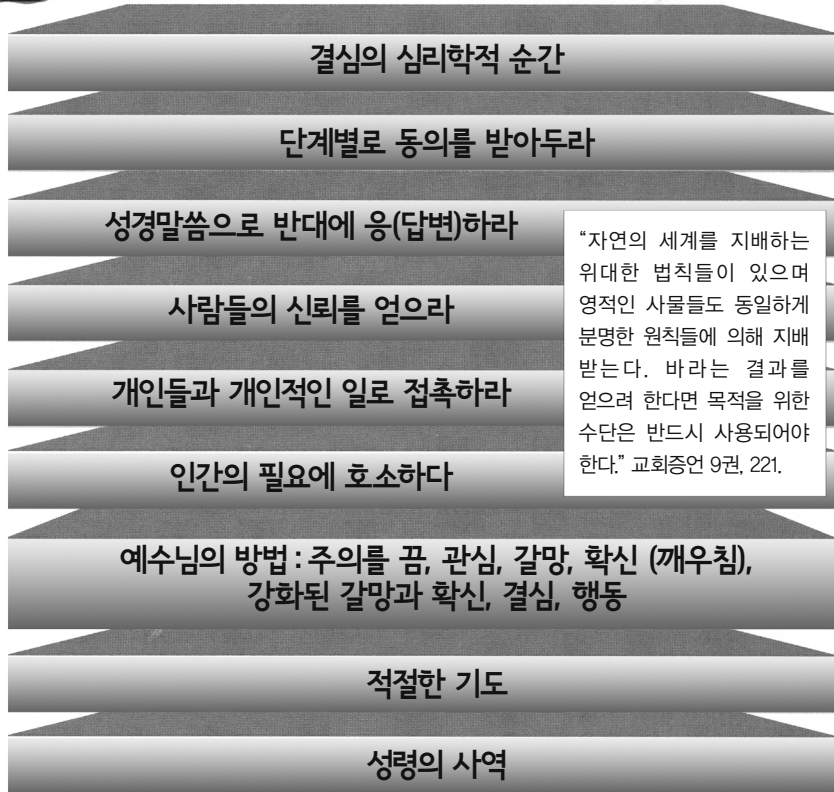 결심의 심리학적 순간
단계별로 동의를 받아두라
성경말씀으로 반대에 응(답변)하라
사람들의 신뢰를 얻으라
개인들과 개인적인 일로 접촉하라
인간의 필요에 호소하다
예수님의 방법 : 주의를 끔, 관심, 갈망, 확신 (깨우침),
강화된 갈망과 확신, 결심, 행동
적절한 기도
성령의 사역
“자연의 세계를 지배하는
위대한 법칙들이 있으며
영적인 사물들도 동일하게
분명한 원칙들에 의해 지배
받는다. 바라는 결과를
얻으려 한다면 목적을 위한
수단은 반드시 사용되어야
한다.” 교회증언 9권, 221.